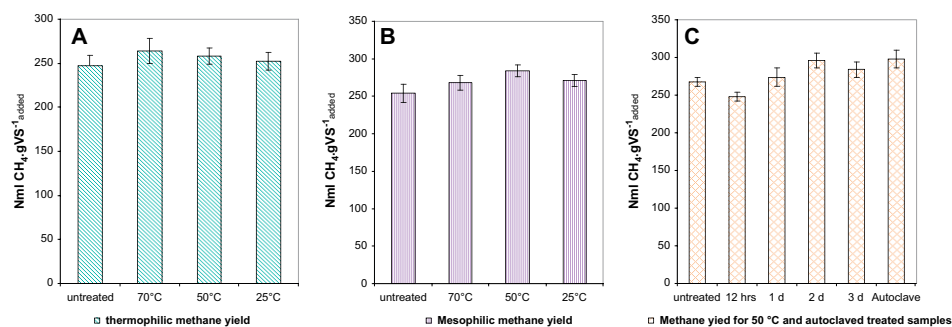 A
Nml CH4.gVS-1added
300
250
200
150
100
50
0
untreated 70°C 50°C 25°C
thermophilic methane yield
B
Nml CH4.gVS-1added
350
300
250
200
150
100
50
0
untreated 70°C 50°C 25°C
Mesophilic methane yield
C
Nml CH4.gVS-1added
350
300
250
200
150
100
50
0
untreated 12 hrs 1 d 2 d 3 d Autoclave
Methane yied for 50 °C and autoclaved treated samples